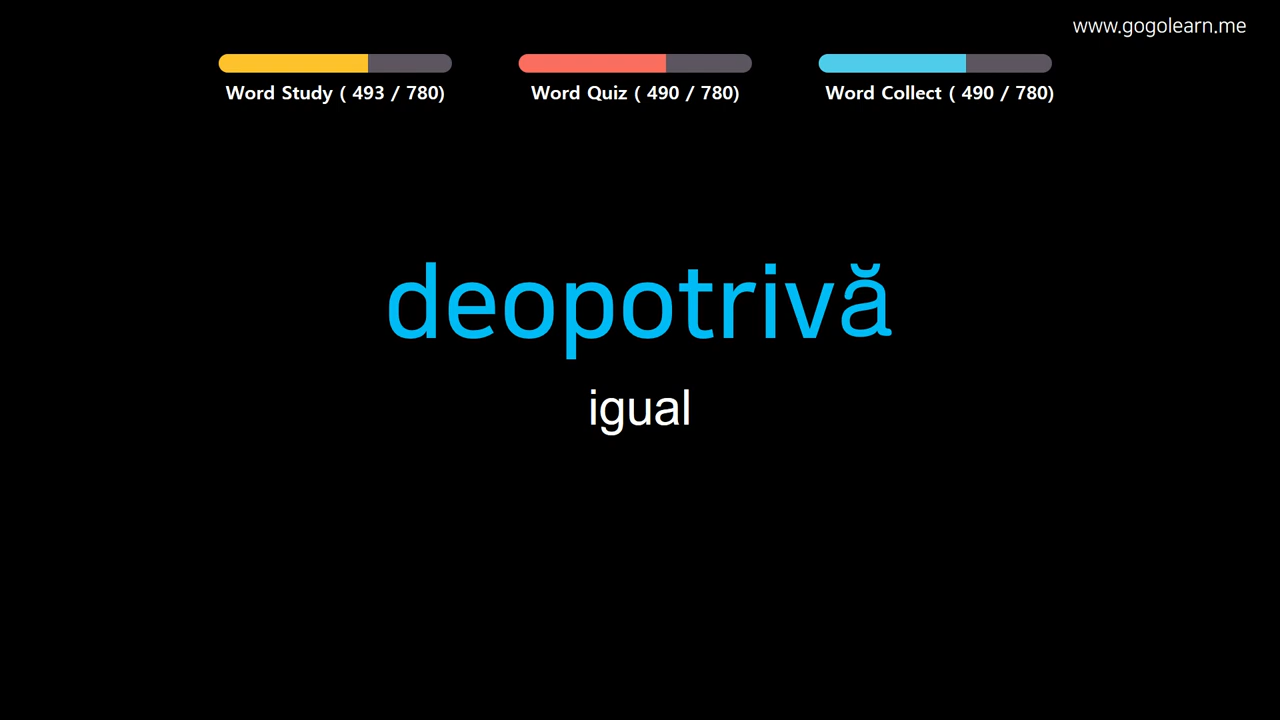 www.gogolearn.me
Word Study ( 493 / 780)
Word Quiz ( 490 / 780)
Word Collect ( 490 / 780)
deopotrivă
igual